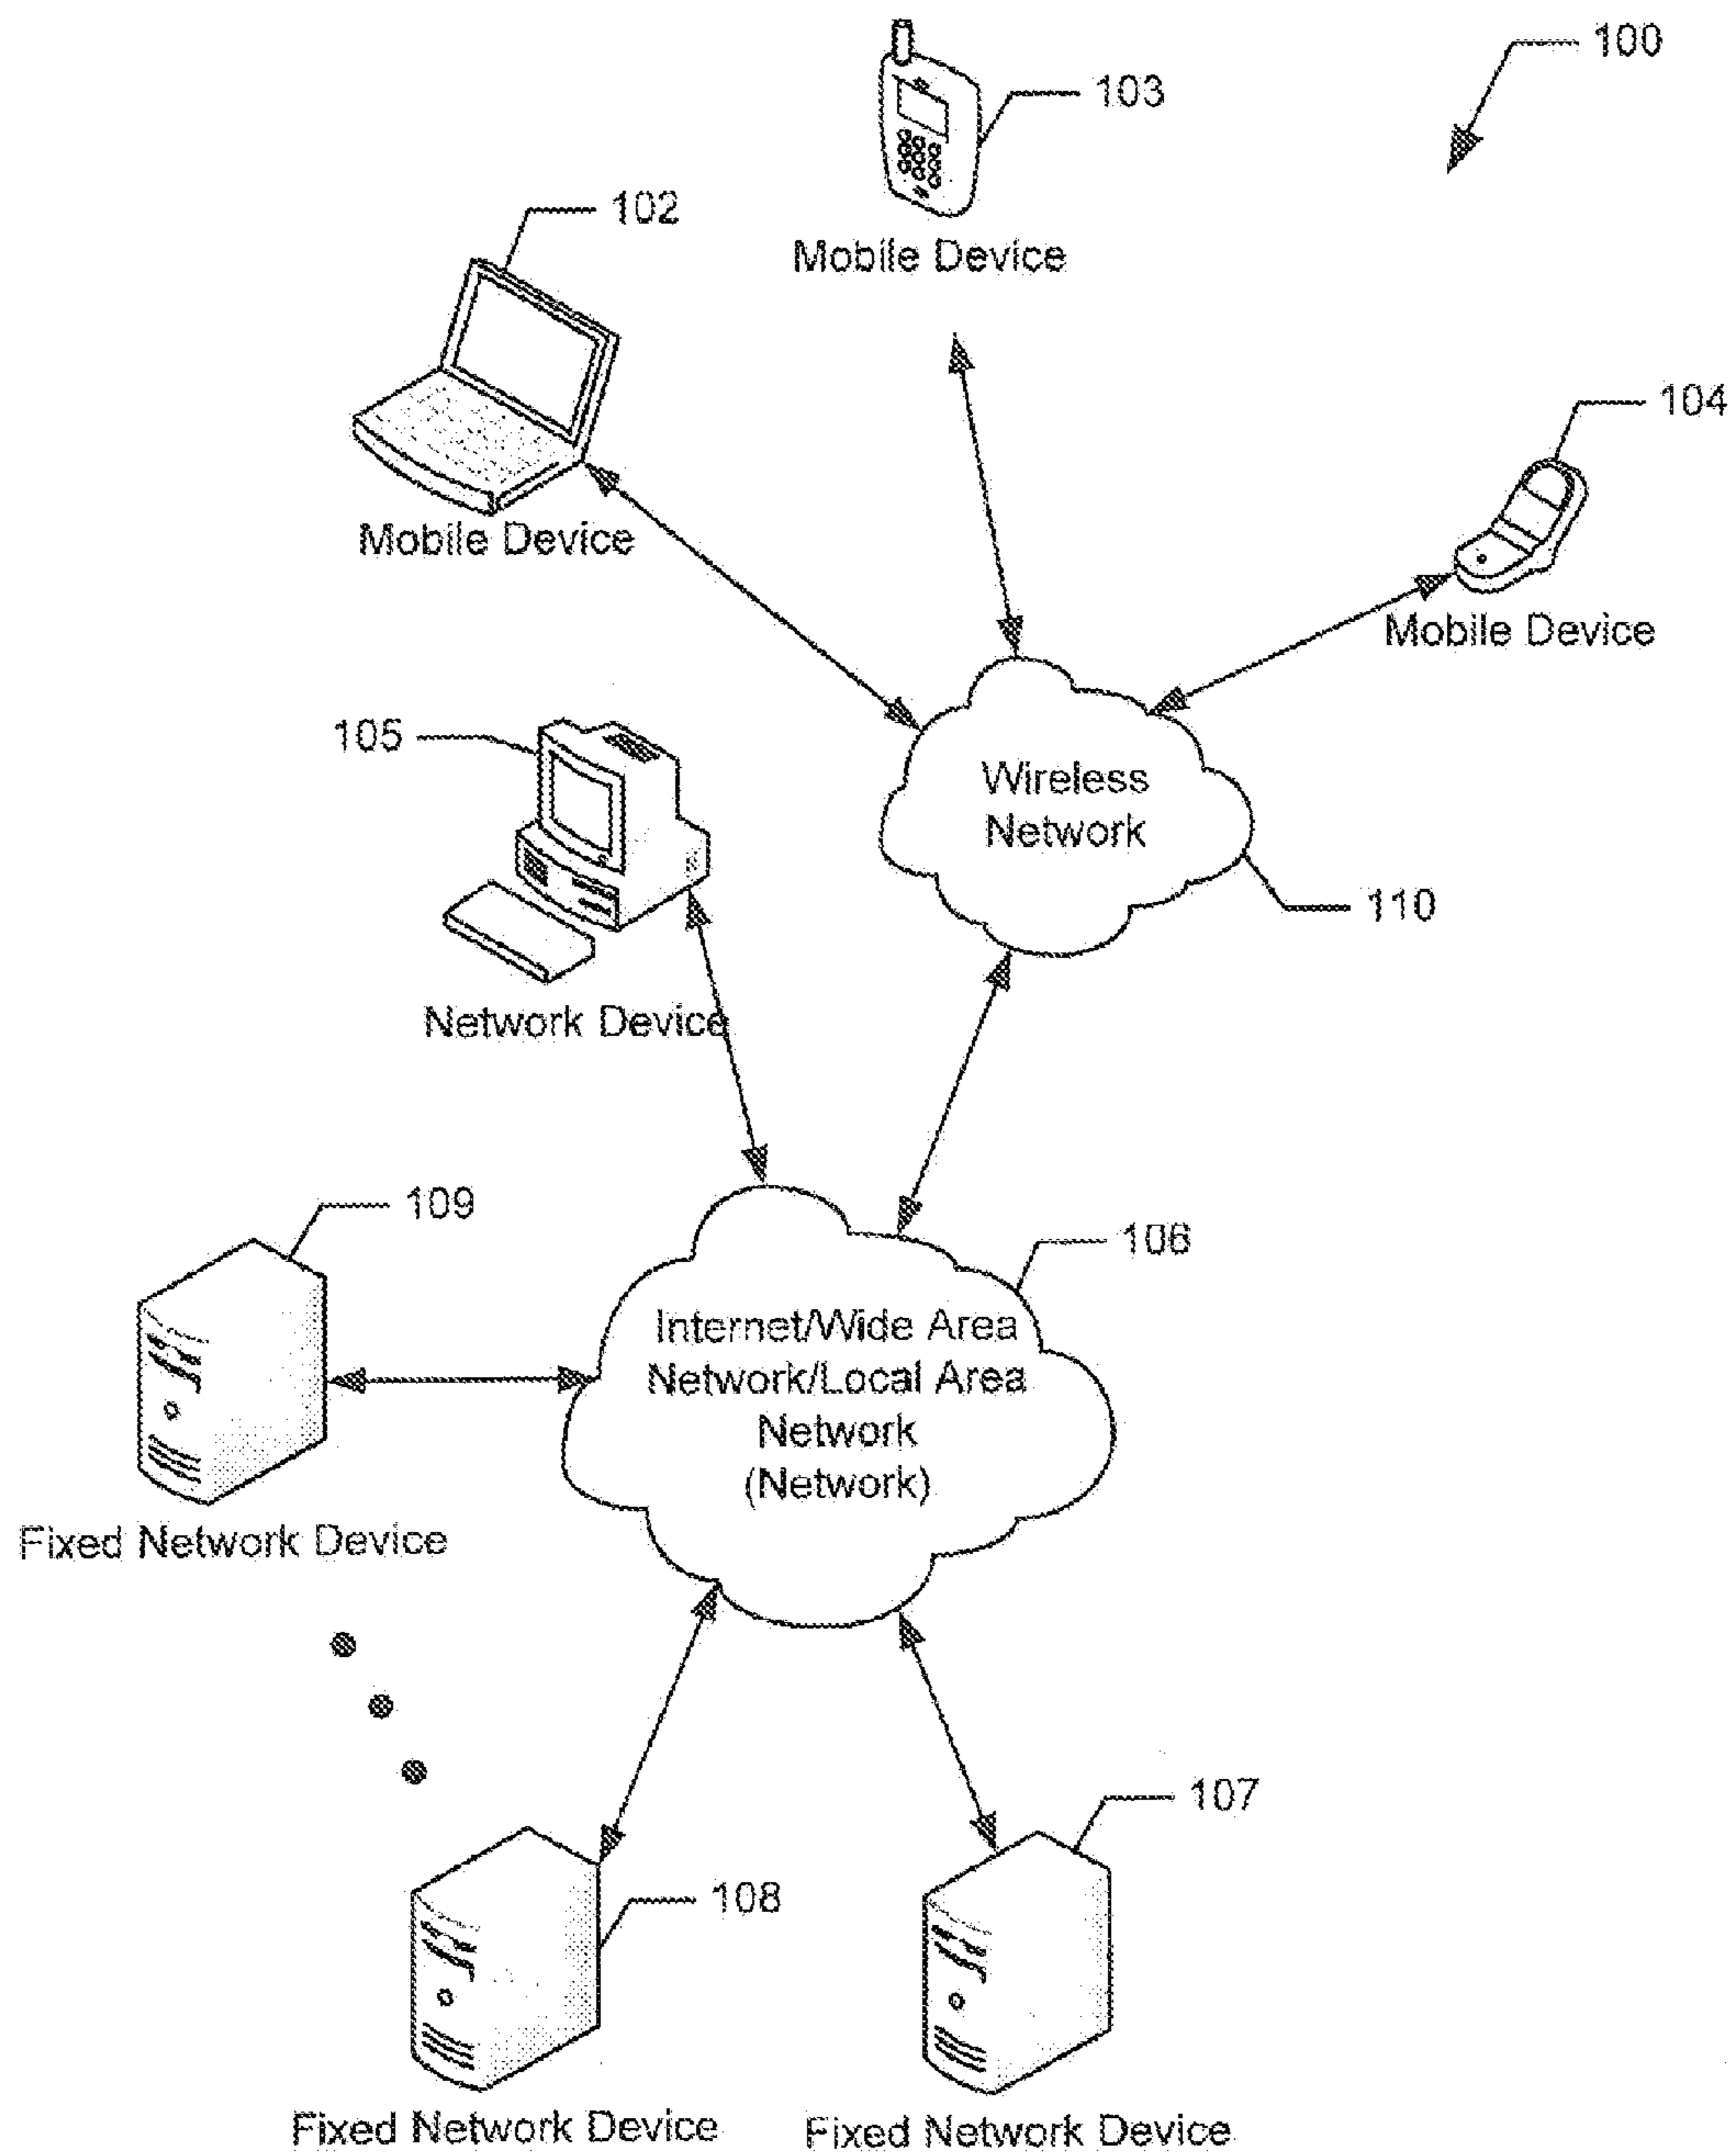 100
103
Mobile Device
102
Mobile Device
104
Mobile Device
105
Network Device
Wireless
Network
110
109
Fixed Network Device
106
Internet/Wide Area
Network/Local Area
Network
(Network)
108
Fixed Network Device
107
Fixed Network Device